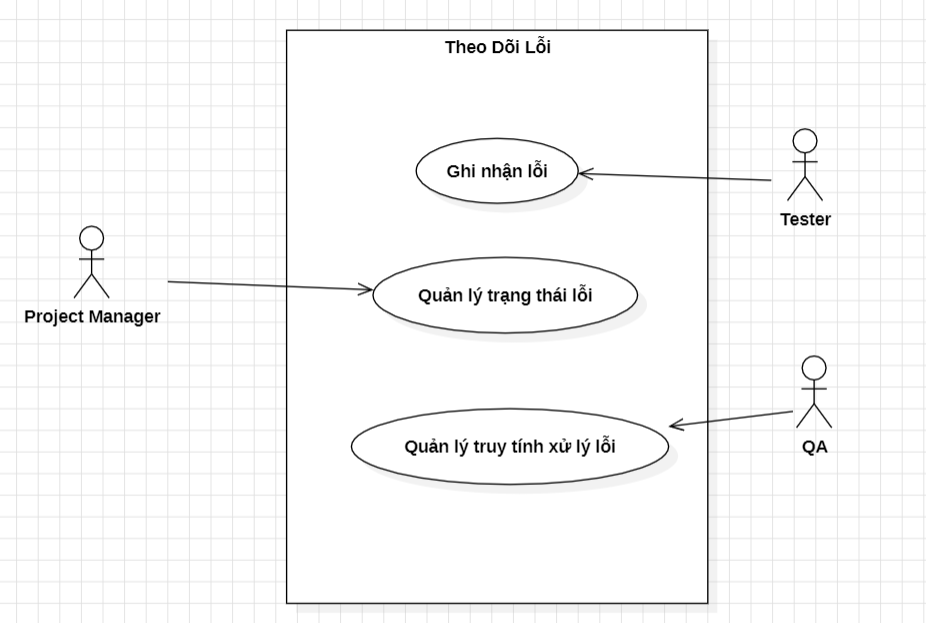 Theo Dõi Lỗi
Ghi nhận lỗi
Tester
Quản lý trạng thái lỗi
Project Manager
Quản lý truy tính xử lý lỗi
QA